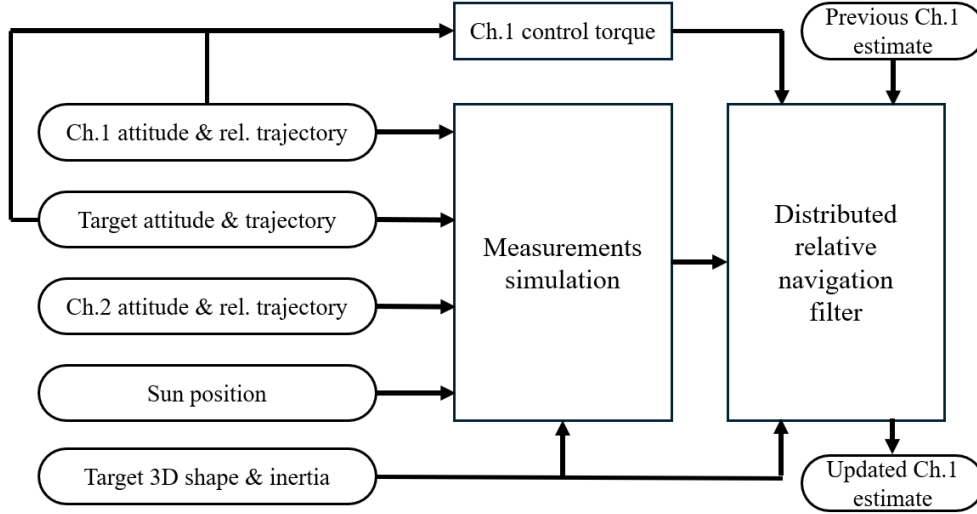 Ch.1 control torque
Previous Ch.1
estimate
Ch.1 attitude & rel. trajectory
Target attitude & trajectory
Ch.2 attitude & rel. trajectory
Sun position
Target 3D shape & inertia
Measurements
simulation
Distributed
relative
navigation
filter
Updated Ch.1
estimate